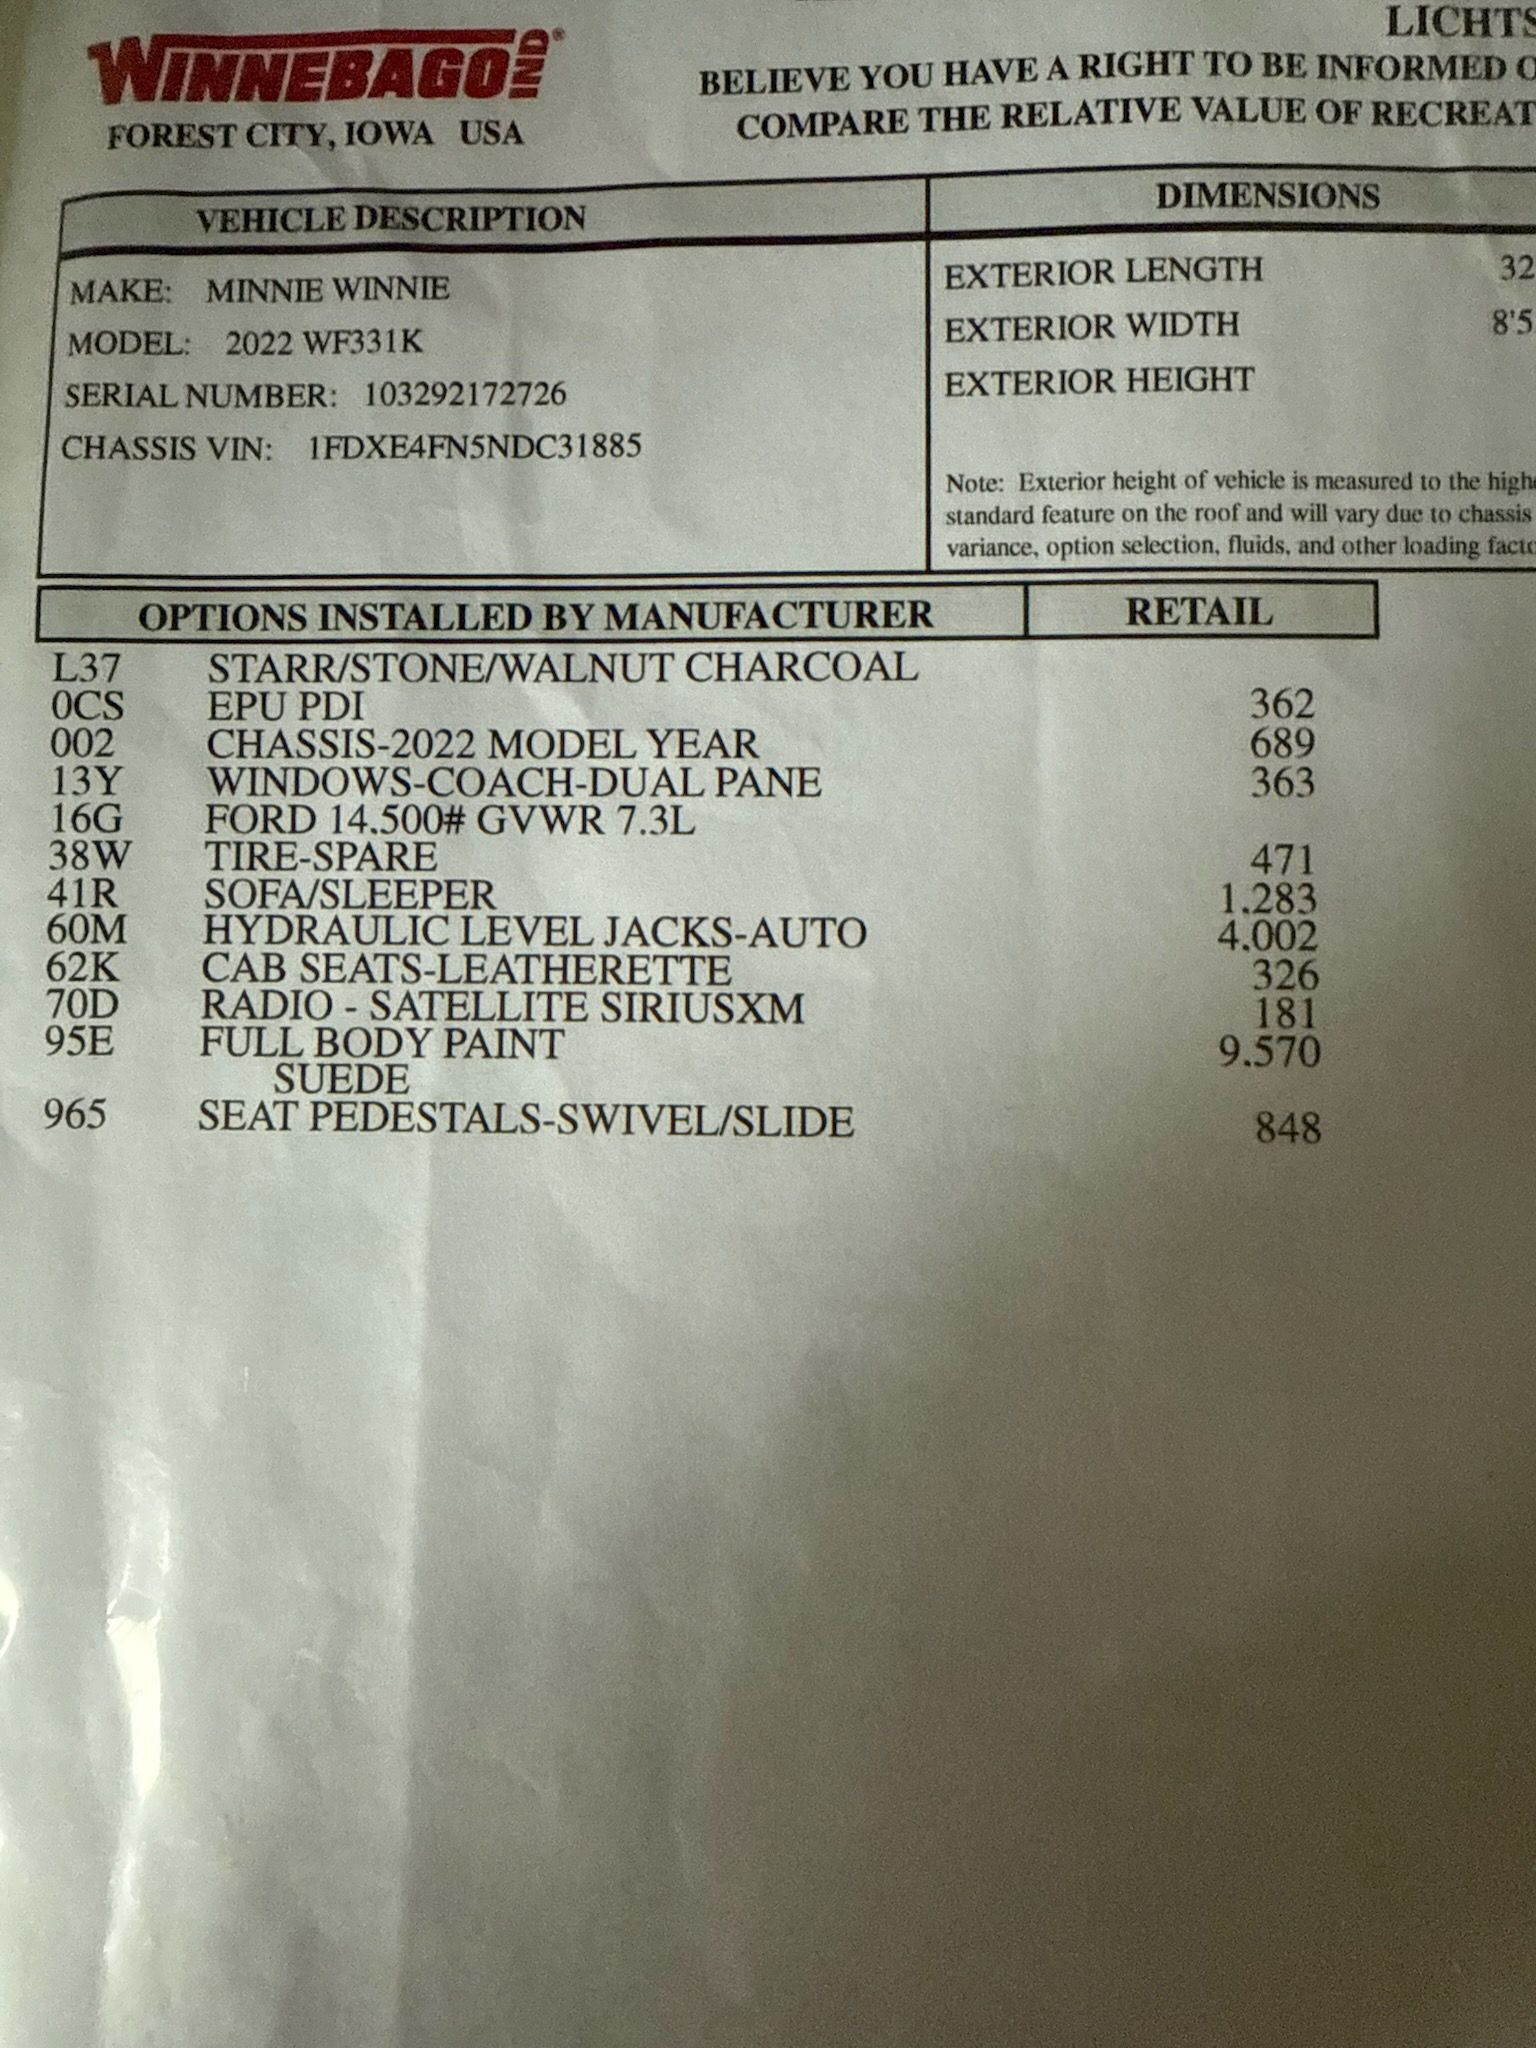 WINNEBAGO IND®
FOREST CITY, IOWA USA
LICHTS
BELIEVE YOU HAVE A RIGHT TO BE INFORMED O
COMPARE THE RELATIVE VALUE OF RECREAT
VEHICLE DESCRIPTION
MAKE: MINNIE WINNIE
MODEL: 2022 WF331K
SERIAL NUMBER: 103292172726
CHASSIS VIN: 1FDXE4FN5NDC31885
DIMENSIONS
EXTERIOR LENGTH 32
EXTERIOR WIDTH 8'5
EXTERIOR HEIGHT
Note: Exterior height of vehicle is measured to the highe
standard feature on the roof and will vary due to chassis
variance, option selection, fluids, and other loading facto
OPTIONS INSTALLED BY MANUFACTURER RETAIL
L37 STARR/STONE/WALNUT CHARCOAL
0CS EPU PDI 362
002 CHASSIS-2022 MODEL YEAR 689
13Y WINDOWS-COACH-DUAL PANE 363
16G FORD 14,500# GVWR 7.3L
38W TIRE-SPARE 471
41R SOFA/SLEEPER 1,283
60M HYDRAULIC LEVEL JACKS-AUTO 4,002
62K CAB SEATS-LEATHERETTE 326
70D RADIO - SATELLITE SIRIUSXM 181
95E FULL BODY PAINT 9,570
SUEDE
965 SEAT PEDESTALS-SWIVEL/SLIDE 848